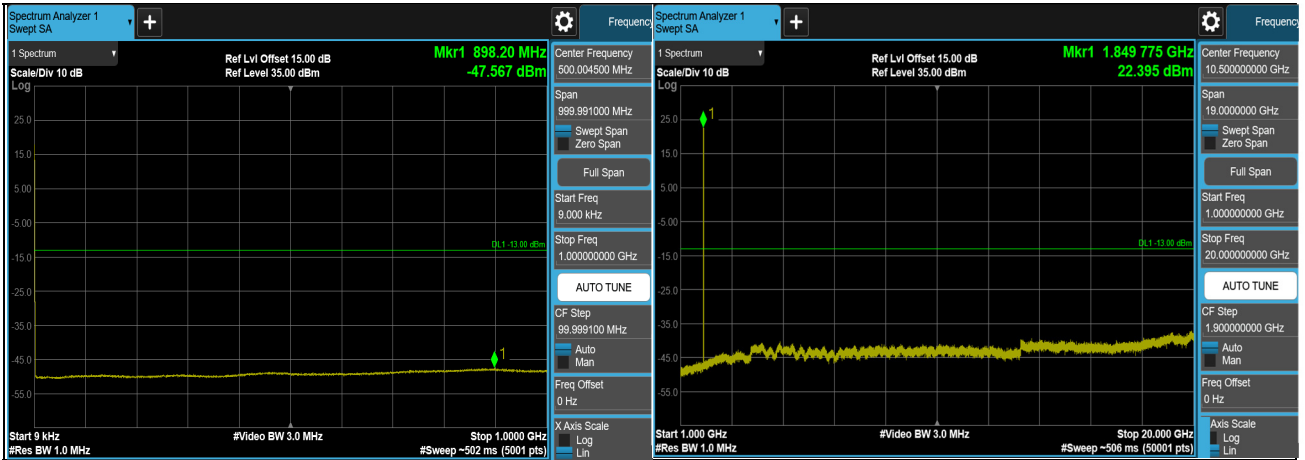 Spectrum Analyzer 1
Swept SA
+
Frequency
1 Spectrum
Scale/Div 10 dB
Log
Ref Lvl Offset 15.00 dB
Ref Level 35.00 dBm
Mkr1 898.20 MHz
-47.567 dBm
25.0
15.0
5.00
-5.00
-15.0
-25.0
-35.0
-45.0
-55.0
DL1 -13.00 dBm
1
Start 9 kHz
#Res BW 1.0 MHz
#Video BW 3.0 MHz
Stop 1.0000 GHz
#Sweep ~502 ms (5001 pts)
Center Frequency
500.004500 MHz
Span
999.991000 MHz
Swept Span
Zero Span
Full Span
Start Freq
9.000 kHz
Stop Freq
1.000000000 GHz
AUTO TUNE
CF Step
99.999100 MHz
Auto
Man
Freq Offset
0 Hz
X Axis Scale
Log
Lin
Spectrum Analyzer 1
Swept SA
+
Frequency
1 Spectrum
Scale/Div 10 dB
Log
Ref Lvl Offset 15.00 dB
Ref Level 35.00 dBm
Mkr1 1.849 775 GHz
22.395 dBm
25.0
15.0
5.00
-5.00
-15.0
-25.0
-35.0
-45.0
-55.0
1
DL1 -13.00 dBm
Start 1.000 GHz
#Res BW 1.0 MHz
#Video BW 3.0 MHz
Stop 20.000 GHz
#Sweep ~506 ms (50001 pts)
Center Frequency
10.500000000 GHz
Span
19.0000000 GHz
Swept Span
Zero Span
Full Span
Start Freq
1.000000000 GHz
Stop Freq
20.000000000 GHz
AUTO TUNE
CF Step
1.900000000 GHz
Auto
Man
Freq Offset
0 Hz
Axis Scale
Log
Lin